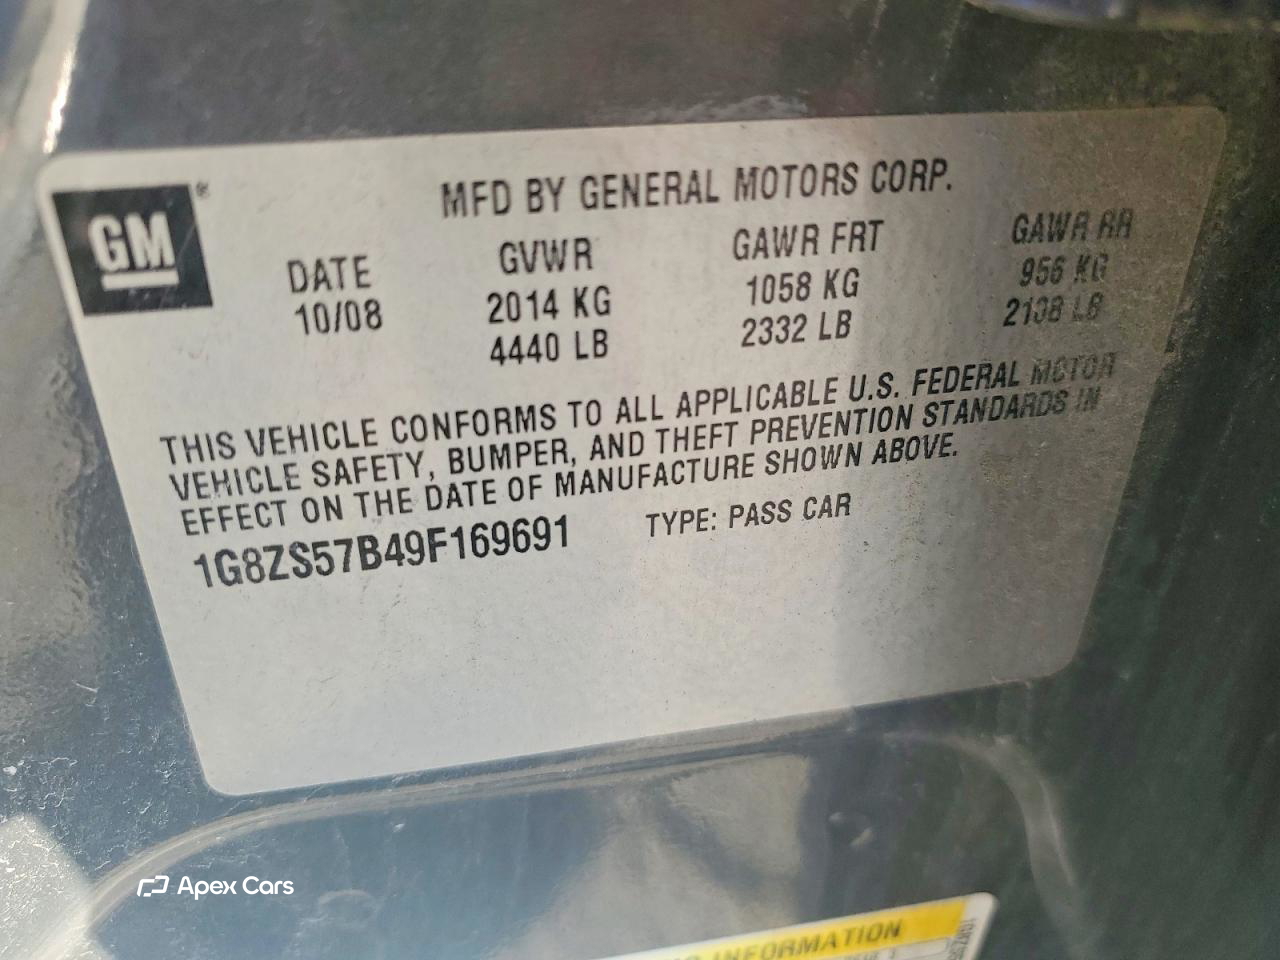 GM®
MFD BY GENERAL MOTORS CORP.
DATE GVWR GAWR FRT GAWR RR
10/08 2014 KG 1058 KG 956 KG
4440 LB 2332 LB 2108 LB
THIS VEHICLE CONFORMS TO ALL APPLICABLE U.S. FEDERAL MOTOR
VEHICLE SAFETY, BUMPER, AND THEFT PREVENTION STANDARDS IN
EFFECT ON THE DATE OF MANUFACTURE SHOWN ABOVE.
1G8ZS57B49F169691 TYPE: PASS CAR
Apex Cars
INFORMATION